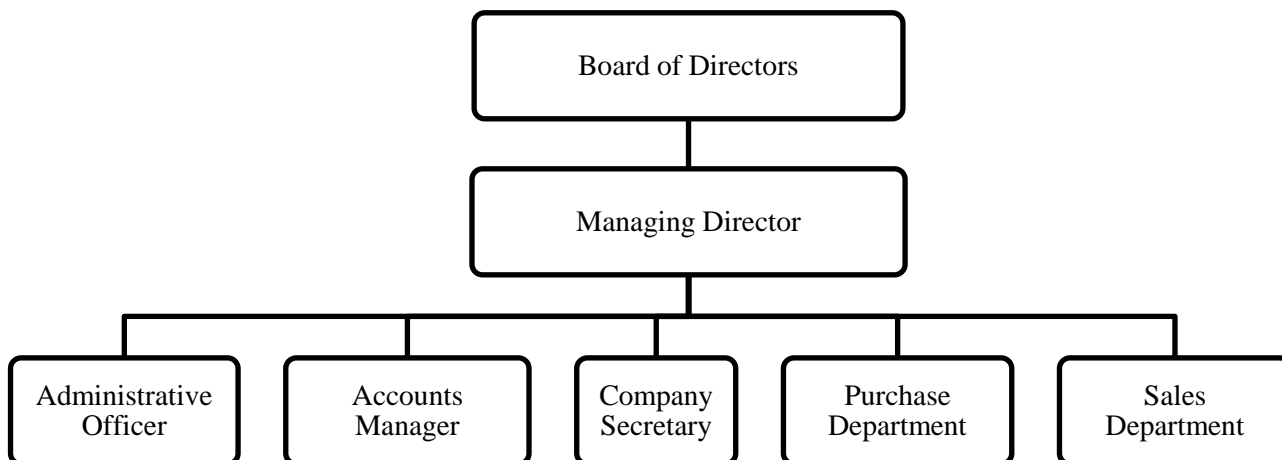 Board of Directors
Managing Director
Administrative
Officer
Accounts
Manager
Company
Secretary
Purchase
Department
Sales
Department